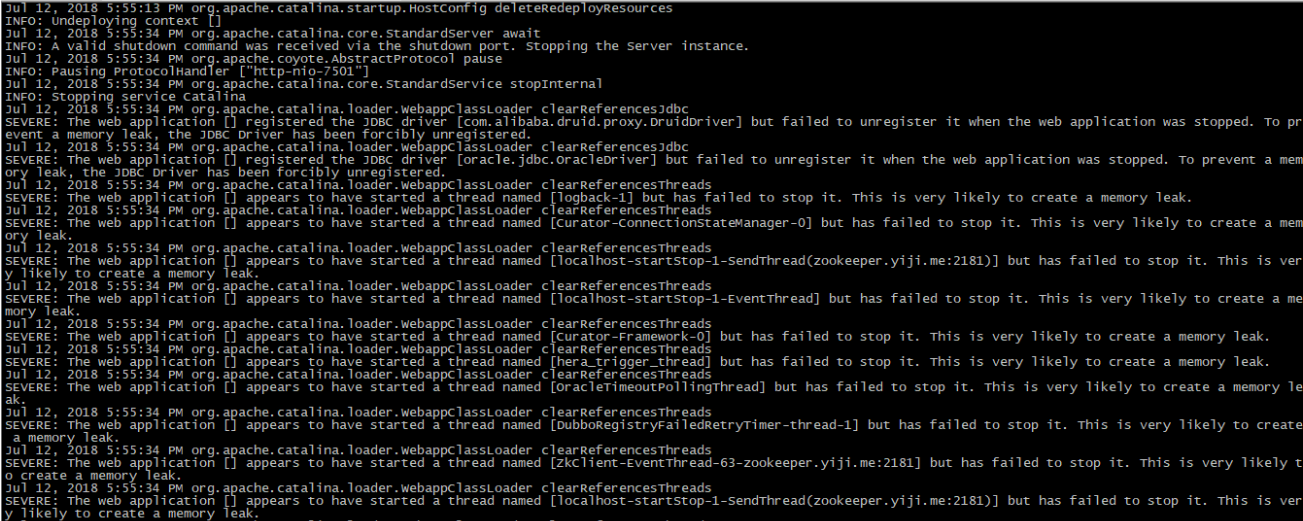 Jul 12, 2018 5:55:13 PM org.apache.catalina.startup.HostConfig deleteRedeployResources
INFO: Undeploying context []
Jul 12, 2018 5:55:34 PM org.apache.catalina.core.StandardServer await
INFO: A valid shutdown command was received via the shutdown port. Stopping the Server instance.
Jul 12, 2018 5:55:34 PM org.apache.coyote.AbstractProtocol pause
INFO: Pausing ProtocolHandler ["http-nio-7501"]
Jul 12, 2018 5:55:34 PM org.apache.catalina.core.StandardService stopInternal
INFO: Stopping service Catalina
Jul 12, 2018 5:55:34 PM org.apache.catalina.loader.WebappClassLoader clearReferencesJdbc
SEVERE: The web application [] registered the JDBC driver [com.alibaba.druid.proxy.DruidDriver] but failed to unregister it when the web application was stopped. To pr
event a memory leak, the JDBC Driver has been forcibly unregistered.
Jul 12, 2018 5:55:34 PM org.apache.catalina.loader.WebappClassLoader clearReferencesJdbc
SEVERE: The web application [] registered the JDBC driver [oracle.jdbc.OracleDriver] but failed to unregister it when the web application was stopped. To prevent a mem
ory leak, the JDBC Driver has been forcibly unregistered.
Jul 12, 2018 5:55:34 PM org.apache.catalina.loader.WebappClassLoader clearReferencesThreads
SEVERE: The web application [] appears to have started a thread named [logback-1] but has failed to stop it. This is very likely to create a memory leak.
Jul 12, 2018 5:55:34 PM org.apache.catalina.loader.WebappClassLoader clearReferencesThreads
SEVERE: The web application [] appears to have started a thread named [Curator-ConnectionStateManager-0] but has failed to stop it. This is very likely to create a mem
ory leak.
Jul 12, 2018 5:55:34 PM org.apache.catalina.loader.WebappClassLoader clearReferencesThreads
SEVERE: The web application [] appears to have started a thread named [localhost-startStop-1-SendThread(zookeeper.yiji.me:2181)] but has failed to stop it. This is ver
y likely to create a memory leak.
Jul 12, 2018 5:55:34 PM org.apache.catalina.loader.WebappClassLoader clearReferencesThreads
SEVERE: The web application [] appears to have started a thread named [localhost-startStop-1-EventThread] but has failed to stop it. This is very likely to create a me
mory leak.
Jul 12, 2018 5:55:34 PM org.apache.catalina.loader.WebappClassLoader clearReferencesThreads
SEVERE: The web application [] appears to have started a thread named [Curator-Framework-0] but has failed to stop it. This is very likely to create a memory leak.
Jul 12, 2018 5:55:34 PM org.apache.catalina.loader.WebappClassLoader clearReferencesThreads
SEVERE: The web application [] appears to have started a thread named [hera_trigger_thread] but has failed to stop it. This is very likely to create a memory leak.
Jul 12, 2018 5:55:34 PM org.apache.catalina.loader.WebappClassLoader clearReferencesThreads
SEVERE: The web application [] appears to have started a thread named [OracleTimeoutPollingThread] but has failed to stop it. This is very likely to create a memory le
ak.
Jul 12, 2018 5:55:34 PM org.apache.catalina.loader.WebappClassLoader clearReferencesThreads
SEVERE: The web application [] appears to have started a thread named [DubboRegistryFailedRetryTimer-thread-1] but has failed to stop it. This is very likely to create
 a memory leak.
Jul 12, 2018 5:55:34 PM org.apache.catalina.loader.WebappClassLoader clearReferencesThreads
SEVERE: The web application [] appears to have started a thread named [ZkClient-EventThread-63-zookeeper.yiji.me:2181] but has failed to stop it. This is very likely t
o create a memory leak.
Jul 12, 2018 5:55:34 PM org.apache.catalina.loader.WebappClassLoader clearReferencesThreads
SEVERE: The web application [] appears to have started a thread named [localhost-startStop-1-SendThread(zookeeper.yiji.me:2181)] but has failed to stop it. This is ver
y likely to create a memory leak.